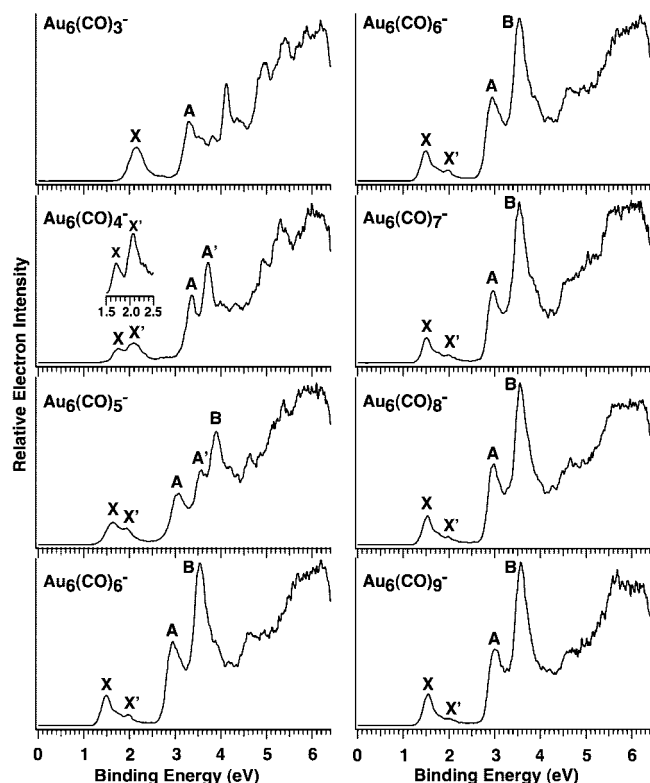 Au6(CO)3-
X
A
Au6(CO)4-
X
X'
1.5 2.0 2.5
X
X'
A
A'
Au6(CO)5-
X
X'
A
A'
B
Au6(CO)6-
X
X'
A
B
0 1 2 3 4 5 6
Binding Energy (eV)
Relative Electron Intensity
Au6(CO)6-
X
X'
A
B
Au6(CO)7-
X
X'
A
B
Au6(CO)8-
X
X'
A
B
Au6(CO)9-
X
X'
A
B
0 1 2 3 4 5 6
Binding Energy (eV)